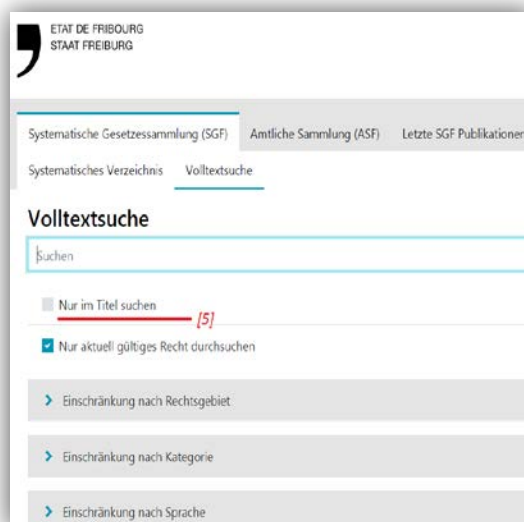 ETAT DE FRIBOURG
STAAT FREIBURG
Systematische Gesetzessammlung (SGF) Amtliche Sammlung (ASF) Letzte SGF Publikationen
Systematisches Verzeichnis Volltextsuche
Volltextsuche
Suchen
Nur im Titel suchen
[5]
Nur aktuell gültiges Recht durchsuchen
Einschränkung nach Rechtsgebiet
Einschränkung nach Kategorie
Einschränkung nach Sprache